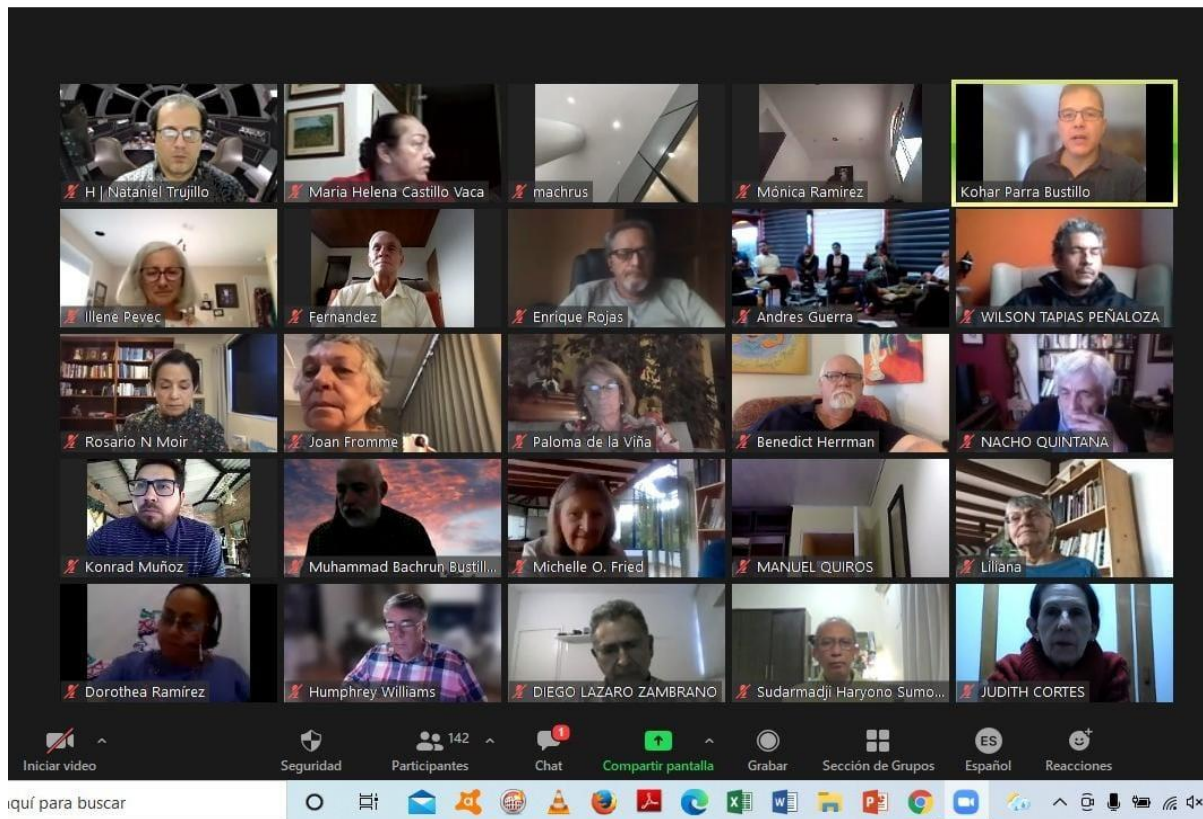 H | Nataniel Trujillo
Maria Helena Castillo Vaca
machrus
Mónica Ramirez
Kohar Parra Bustillo
Illene Pevec
Fernandez
Enrique Rojas
Andres Guerra
WILSON TAPIAS PEÑALOZA
Rosario N Moir
Joan Fromme
Paloma de la Viña
Benedict Herrman
NACHO QUINTANA
Konrad Muñoz
Muhammad Bachrun Bustill...
Michelle O. Fried
MANUEL QUIROS
Liliana
Dorothea Ramírez
Humphrey Williams
DIEGO LAZARO ZAMBRANO
Sudarmadji Haryono Sumo...
JUDITH CORTES
Iniciar video
Seguridad
142
Participantes
1
Chat
Compartir pantalla
Grabar
Sección de Grupos
ES
Español
Reacciones
aquí para buscar